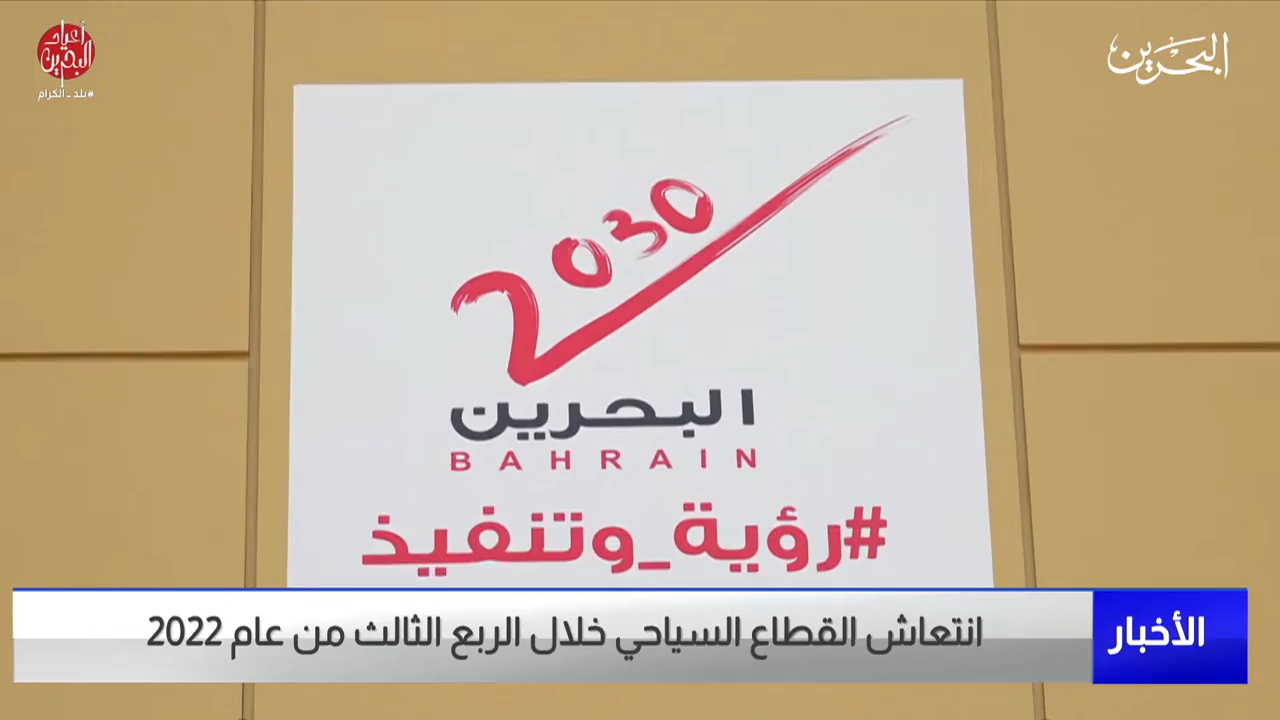 أعياد
البحرين
#بلد_الكرام
البحرين
2030
البحرين
BAHRAIN
#رؤية_وتنفيذ
الأخبار
انتعاش القطاع السياحي خلال الربع الثالث من عام 2022